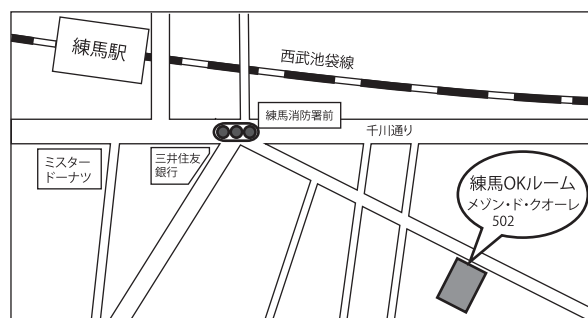 練馬駅
西武池袋線
練馬消防署前
千川通り
ミスター
ドーナツ
三井住友
銀行
練馬OKルーム
メゾン・ド・クオーレ
502